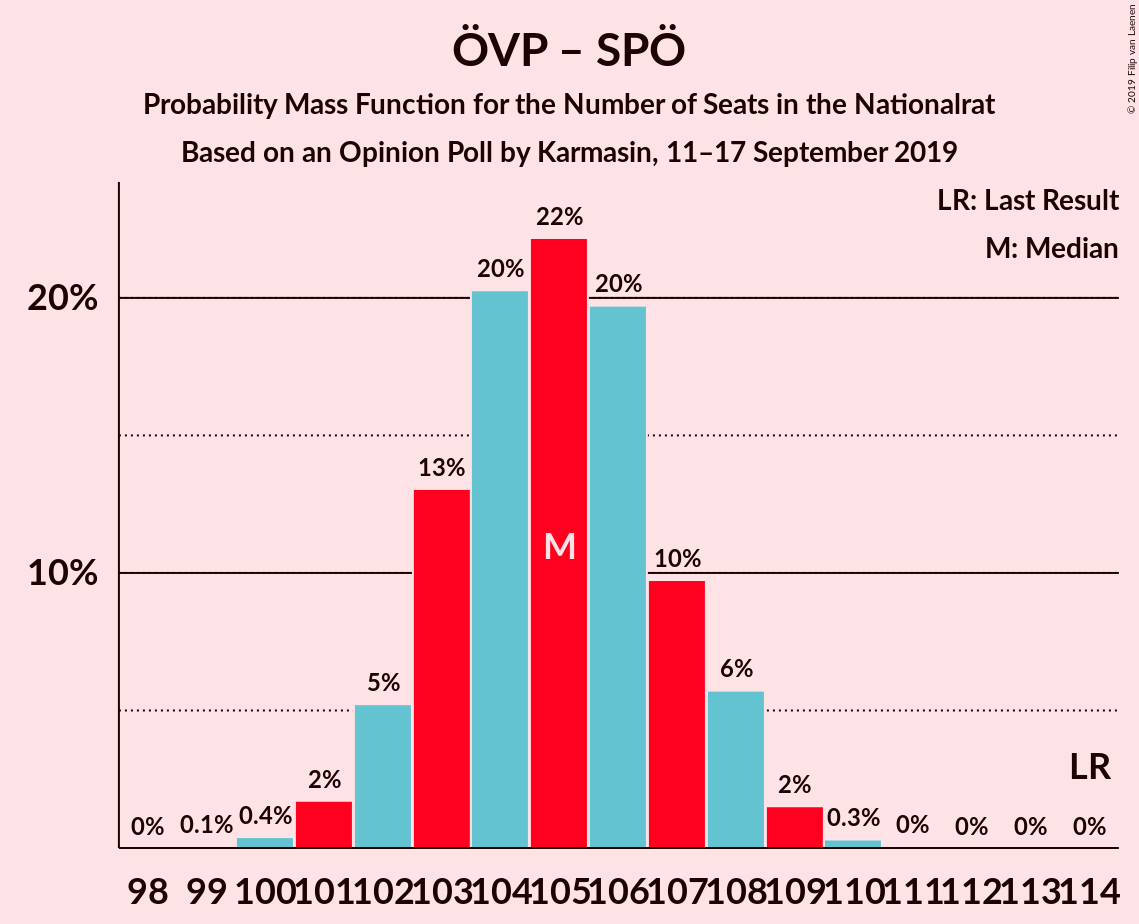 ÖVP – SPÖ
Probability Mass Function for the Number of Seats in the Nationalrat
Based on an Opinion Poll by Karmasin, 11–17 September 2019
© 2019 Filip van Laenen
LR: Last Result
M: Median
20%
10%
0% 0.1% 0.4% 2% 5% 13% 20% 22% 20% 10% 6% 2% 0.3% 0% 0% 0% 0%
M
LR
98 99 100 101 102 103 104 105 106 107 108 109 110 111 112 113 114